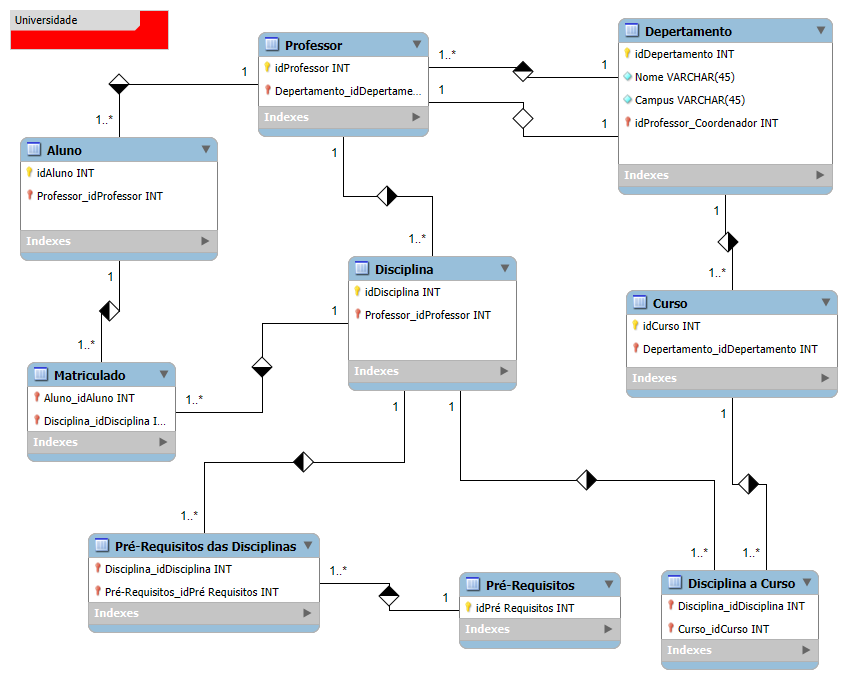 Universidade
Professor
idProfessor INT
Departamento_idDepertame...
Indexes
Depertamento
idDepertamento INT
Nome VARCHAR(45)
Campus VARCHAR(45)
idProfessor_Coordenador INT
Indexes
1..*
1
1
1
1
1..*
Aluno
idAluno INT
Professor_idProfessor INT
Indexes
1
1..*
1
1..*
Disciplina
idDisciplina INT
Professor_idProfessor INT
Indexes
Curso
idCurso INT
Departamento_idDepartamento INT
Indexes
1
1..*
1
1..*
Matriculado
Aluno_idAluno INT
Disciplina_idDisciplina I...
Indexes
1
1
1
1..*
1..*
1..*
Pré-Requisitos das Disciplinas
Disciplina_idDisciplina INT
Pré-Requisitos_idPré Requisitos INT
Indexes
1..*
1
Pré-Requisitos
idPré Requisitos INT
Indexes
Disciplina a Curso
Disciplina_idDisciplina INT
Curso_idCurso INT
Indexes